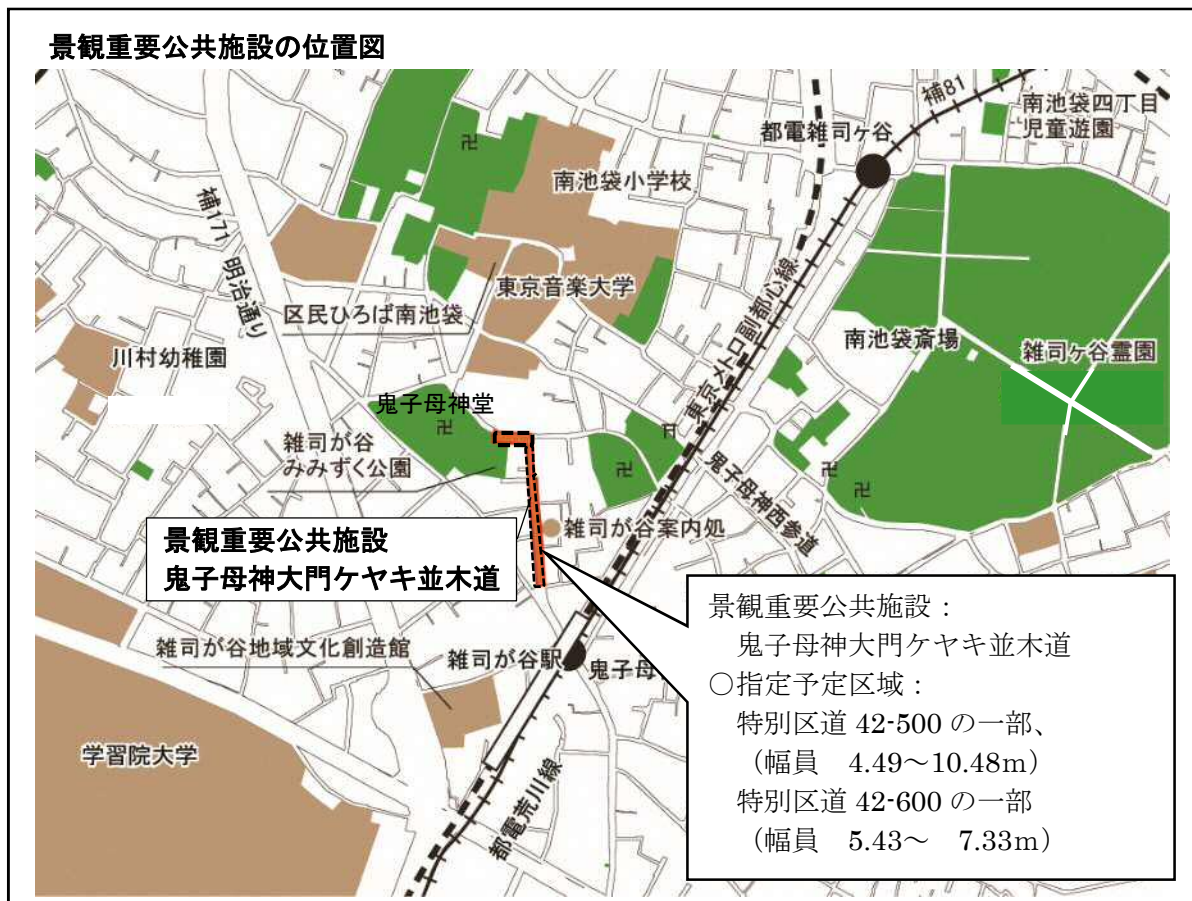 景観重要公共施設の位置図
補81
南池袋四丁目
児童遊園
都電雑司ヶ谷
南池袋小学校
補171 明治通り
東京音楽大学
区民ひろば南池袋
東京メトロ副都心線
南池袋斎場
雑司ヶ谷霊園
川村幼稚園
鬼子母神堂
雑司が谷
みみずく公園
鬼子母神西参道
雑司が谷案内処
景観重要公共施設
鬼子母神大門ケヤキ並木道
雑司が谷地域文化創造館
雑司が谷駅
鬼子母
学習院大学
都電荒川線
景観重要公共施設：
鬼子母神大門ケヤキ並木道
○指定予定区域：
特別区道 42-500 の一部、
（幅員　4.49～10.48m）
特別区道 42-600 の一部
（幅員　5.43～　7.33m）